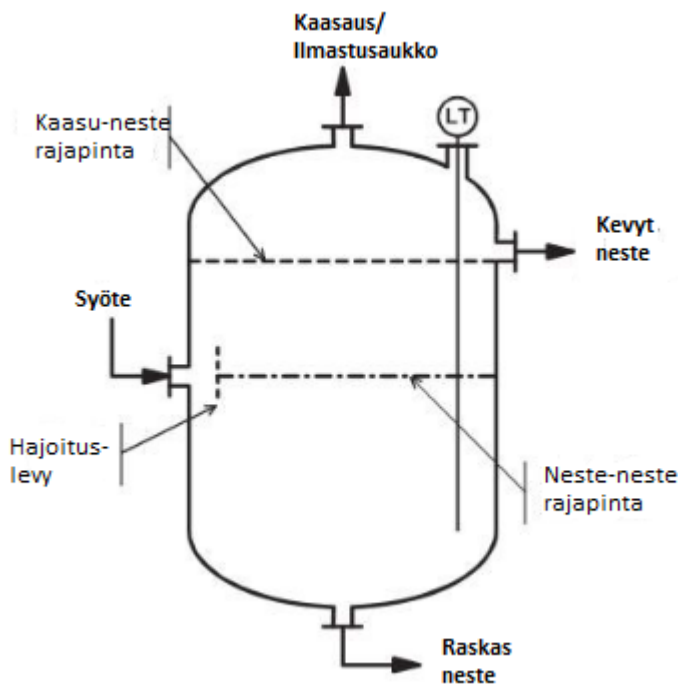 Kaasaus/
Ilmastusaukko
LT
Kaasu-neste
rajapinta
Kevyt
neste
Syöte
Hajoitus-
levy
Neste-neste
rajapinta
Raskas
neste